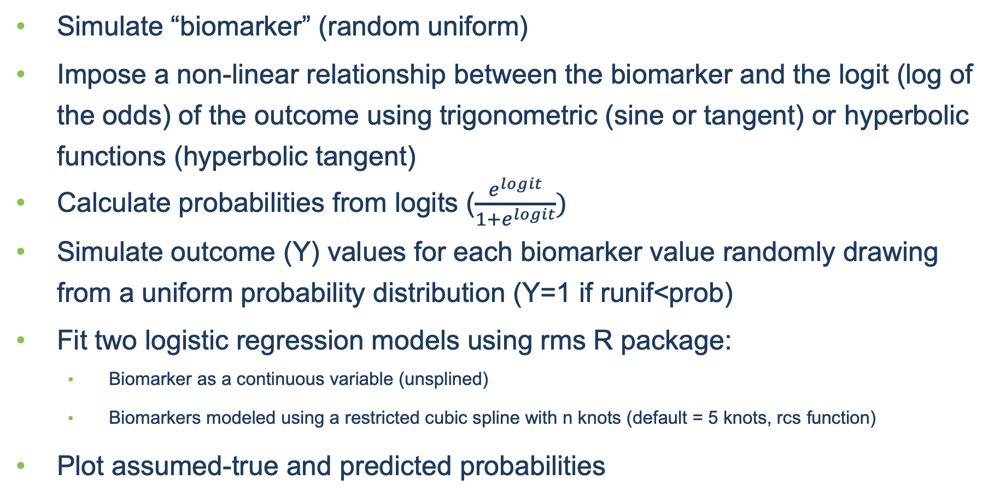 • Simulate “biomarker” (random uniform)
• Impose a non-linear relationship between the biomarker and the logit (log of
the odds) of the outcome using trigonometric (sine or tangent) or hyperbolic
functions (hyperbolic tangent)
• Calculate probabilities from logits (e^logit / 1+e^logit)
• Simulate outcome (Y) values for each biomarker value randomly drawing
from a uniform probability distribution (Y=1 if runif<prob)
• Fit two logistic regression models using rms R package:
• Biomarker as a continuous variable (unsplined)
• Biomarkers modeled using a restricted cubic spline with n knots (default = 5 knots, rcs function)
• Plot assumed-true and predicted probabilities